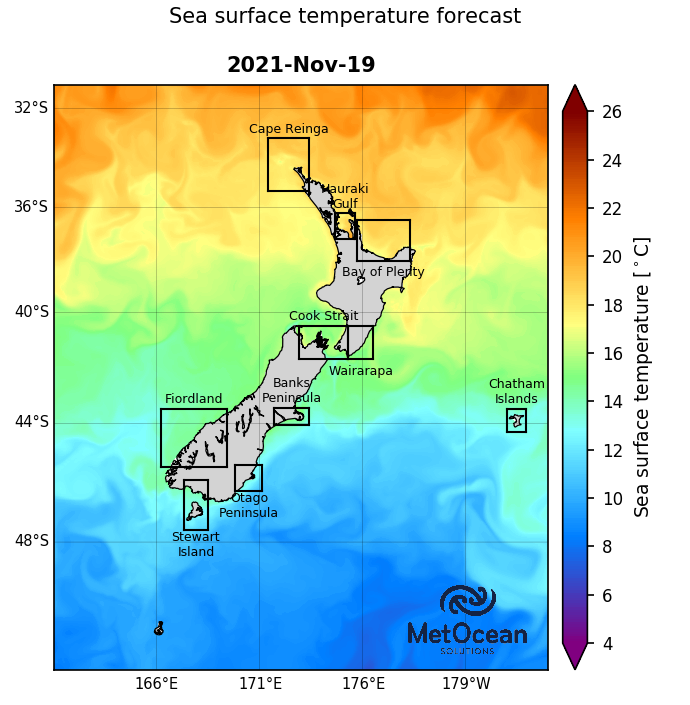 Sea surface temperature forecast
2021-Nov-19
32°S
36°S
40°S
44°S
48°S
166°E
171°E
176°E
179°W
Cape Reinga
Hauraki
Gulf
Bay of Plenty
Cook Strait
Wairarapa
Banks
Peninsula
Fiordland
Chatham
Islands
Otago
Peninsula
Stewart
Island
MetOcean
SOLUTIONS
26
24
22
20
18
16
14
12
10
8
6
4
Sea surface temperature [°C]